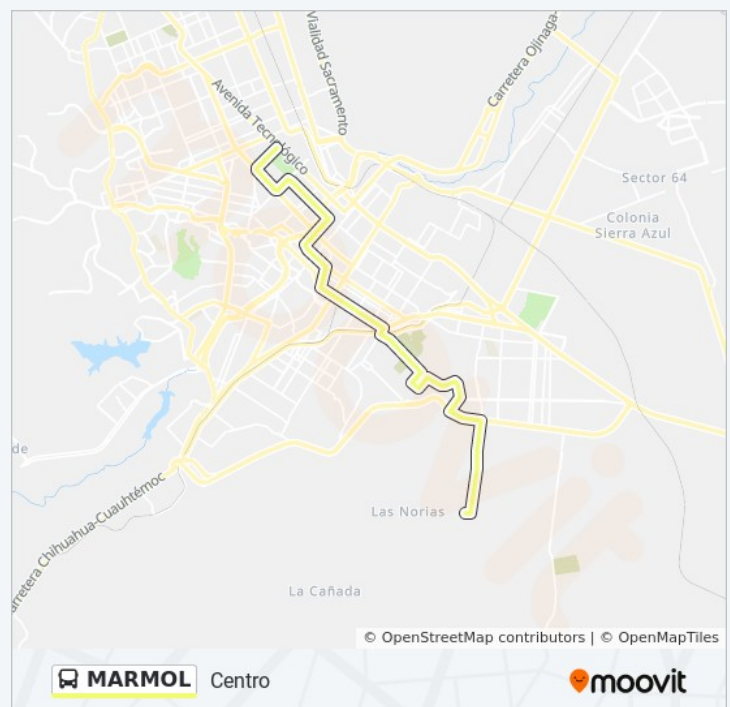 Vialidad Sacramento
Carretera Ojinaga-
Avenida Tecnológico
Sector 64
Colonia
Sierra Azul
de
Las Norias
arretera Chihuahua-Cuauhtémoc
La Cañada
© OpenStreetMap contributors | © OpenMapTiles
MARMOL Centro
moovit